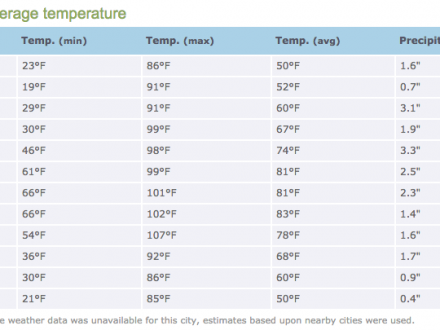 erage temperature
Temp. (min) Temp. (max) Temp. (avg) Precipit
23°F 86°F 50°F 1.6"
19°F 91°F 52°F 0.7"
29°F 91°F 60°F 3.1"
30°F 99°F 67°F 1.9"
46°F 98°F 74°F 3.3"
61°F 99°F 81°F 2.5"
66°F 101°F 81°F 2.3"
66°F 102°F 83°F 1.4"
54°F 107°F 78°F 1.6"
36°F 92°F 68°F 1.7"
30°F 86°F 60°F 0.9"
21°F 85°F 50°F 0.4"
e weather data was unavailable for this city, estimates based upon nearby cities were used.